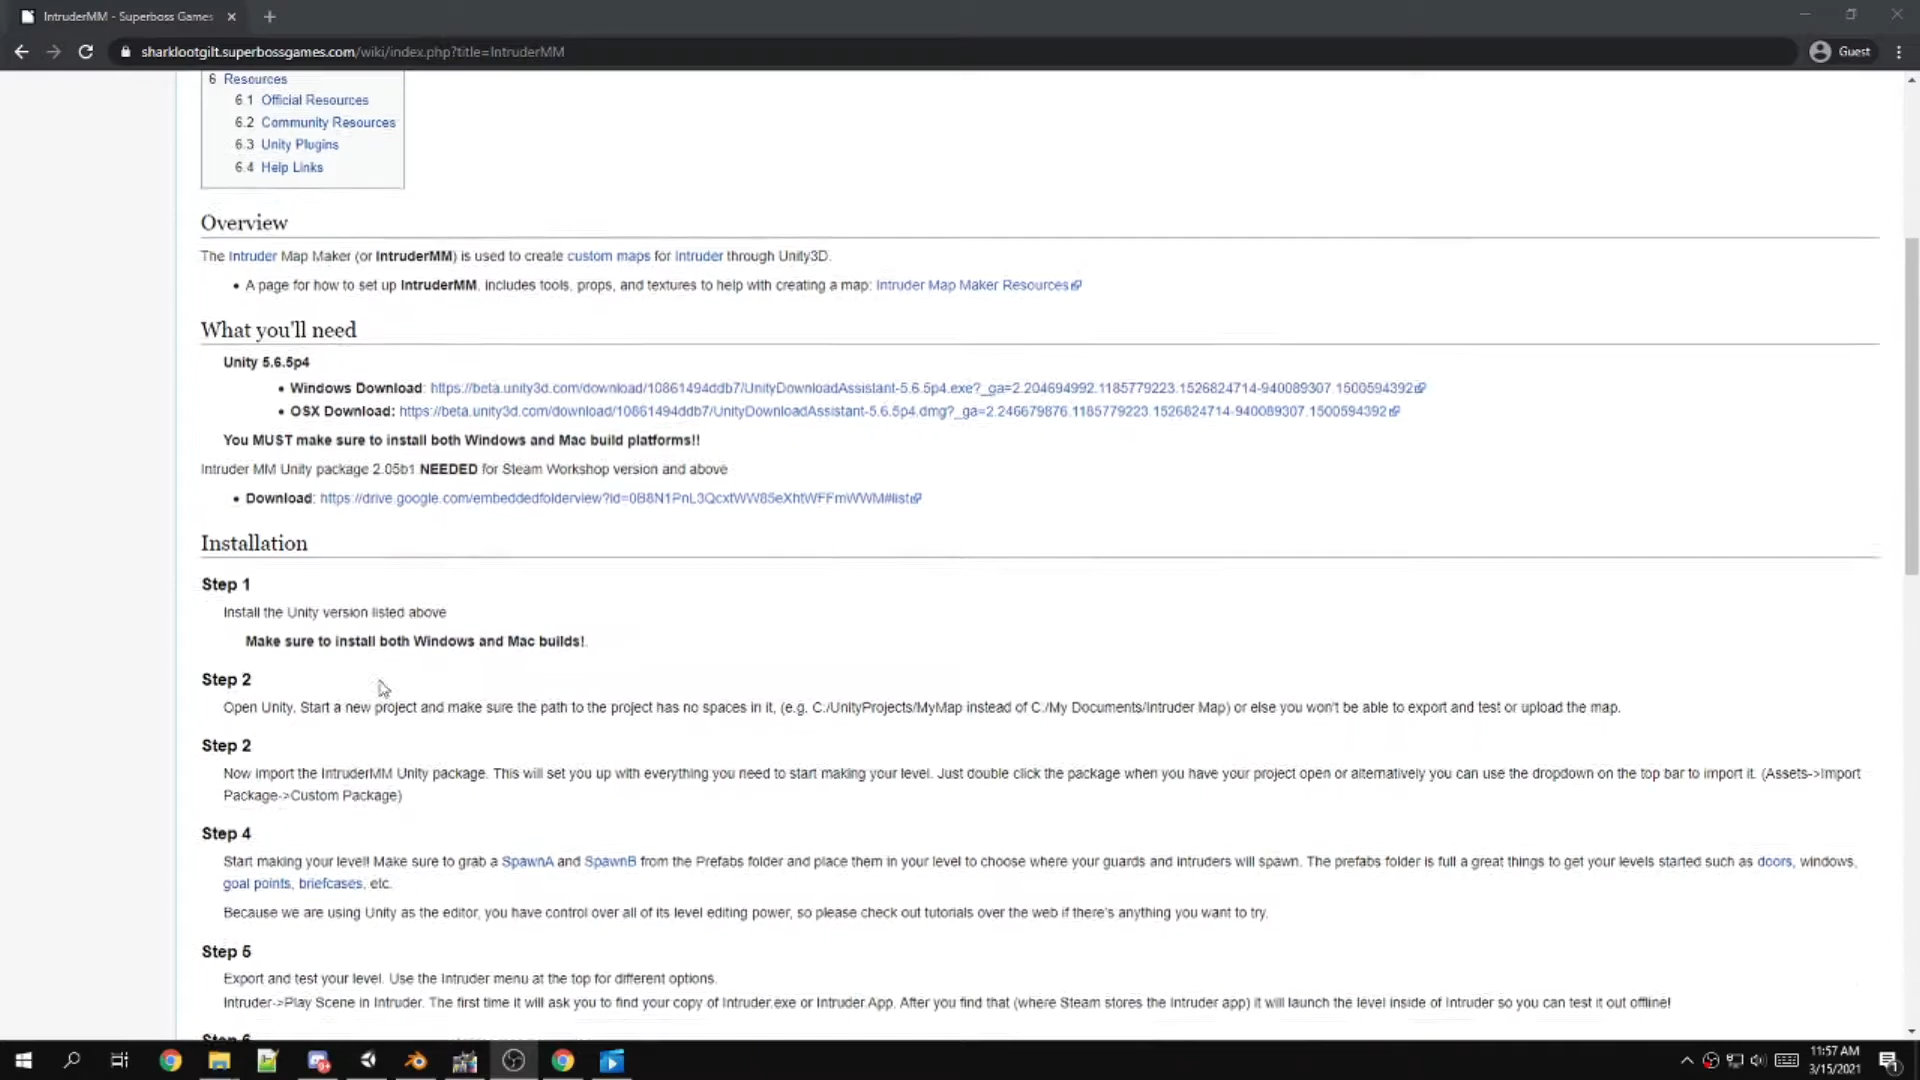 IntruderMM - Superboss Games
sharklootgilt.superbossgames.com/wiki/index.php?title=IntruderMM
Guest
6 Resources
6.1 Official Resources
6.2 Community Resources
6.3 Unity Plugins
6.4 Help Links
Overview
The Intruder Map Maker (or IntruderMM) is used to create custom maps for Intruder through Unity3D.
• A page for how to set up IntruderMM, includes tools, props, and textures to help with creating a map: Intruder Map Maker Resources
What you'll need
Unity 5.6.5p4
• Windows Download: https://beta.unity3d.com/download/10861494ddb7/UnityDownloadAssistant-5.6.5p4.exe?_ga=2.204694992.1185779223.1526824714-940089307.1500594392
• OSX Download: https://beta.unity3d.com/download/10861494ddb7/UnityDownloadAssistant-5.6.5p4.dmg?_ga=2.246679876.1185779223.1526824714-940089307.1500594392
You MUST make sure to install both Windows and Mac build platforms!!
Intruder MM Unity package 2.05b1 NEEDED for Steam Workshop version and above
• Download: https://drive.google.com/embeddedfolderview?id=0B8N1PnL3QcxtWW85eXhtWFFmWWM#list
Installation
Step 1
Install the Unity version listed above
Make sure to install both Windows and Mac builds!
Step 2
Open Unity. Start a new project and make sure the path to the project has no spaces in it, (e.g. C:/UnityProjects/MyMap instead of C:/My Documents/Intruder Map) or else you won't be able to export and test or upload the map.
Step 2
Now import the IntruderMM Unity package. This will set you up with everything you need to start making your level. Just double click the package when you have your project open or alternatively you can use the dropdown on the top bar to import it. (Assets->Import
Package->Custom Package)
Step 4
Start making your level! Make sure to grab a SpawnA and SpawnB from the Prefabs folder and place them in your level to choose where your guards and intruders will spawn. The prefabs folder is full a great things to get your levels started such as doors, windows,
goal points, briefcases, etc.
Because we are using Unity as the editor, you have control over all of its level editing power, so please check out tutorials over the web if there's anything you want to try.
Step 5
Export and test your level. Use the Intruder menu at the top for different options.
Intruder->Play Scene in Intruder. The first time it will ask you to find your copy of Intruder.exe or Intruder.App. After you find that (where Steam stores the Intruder app) it will launch the level inside of Intruder so you can test it out offline!
Step 6
11:57 AM
3/15/2021